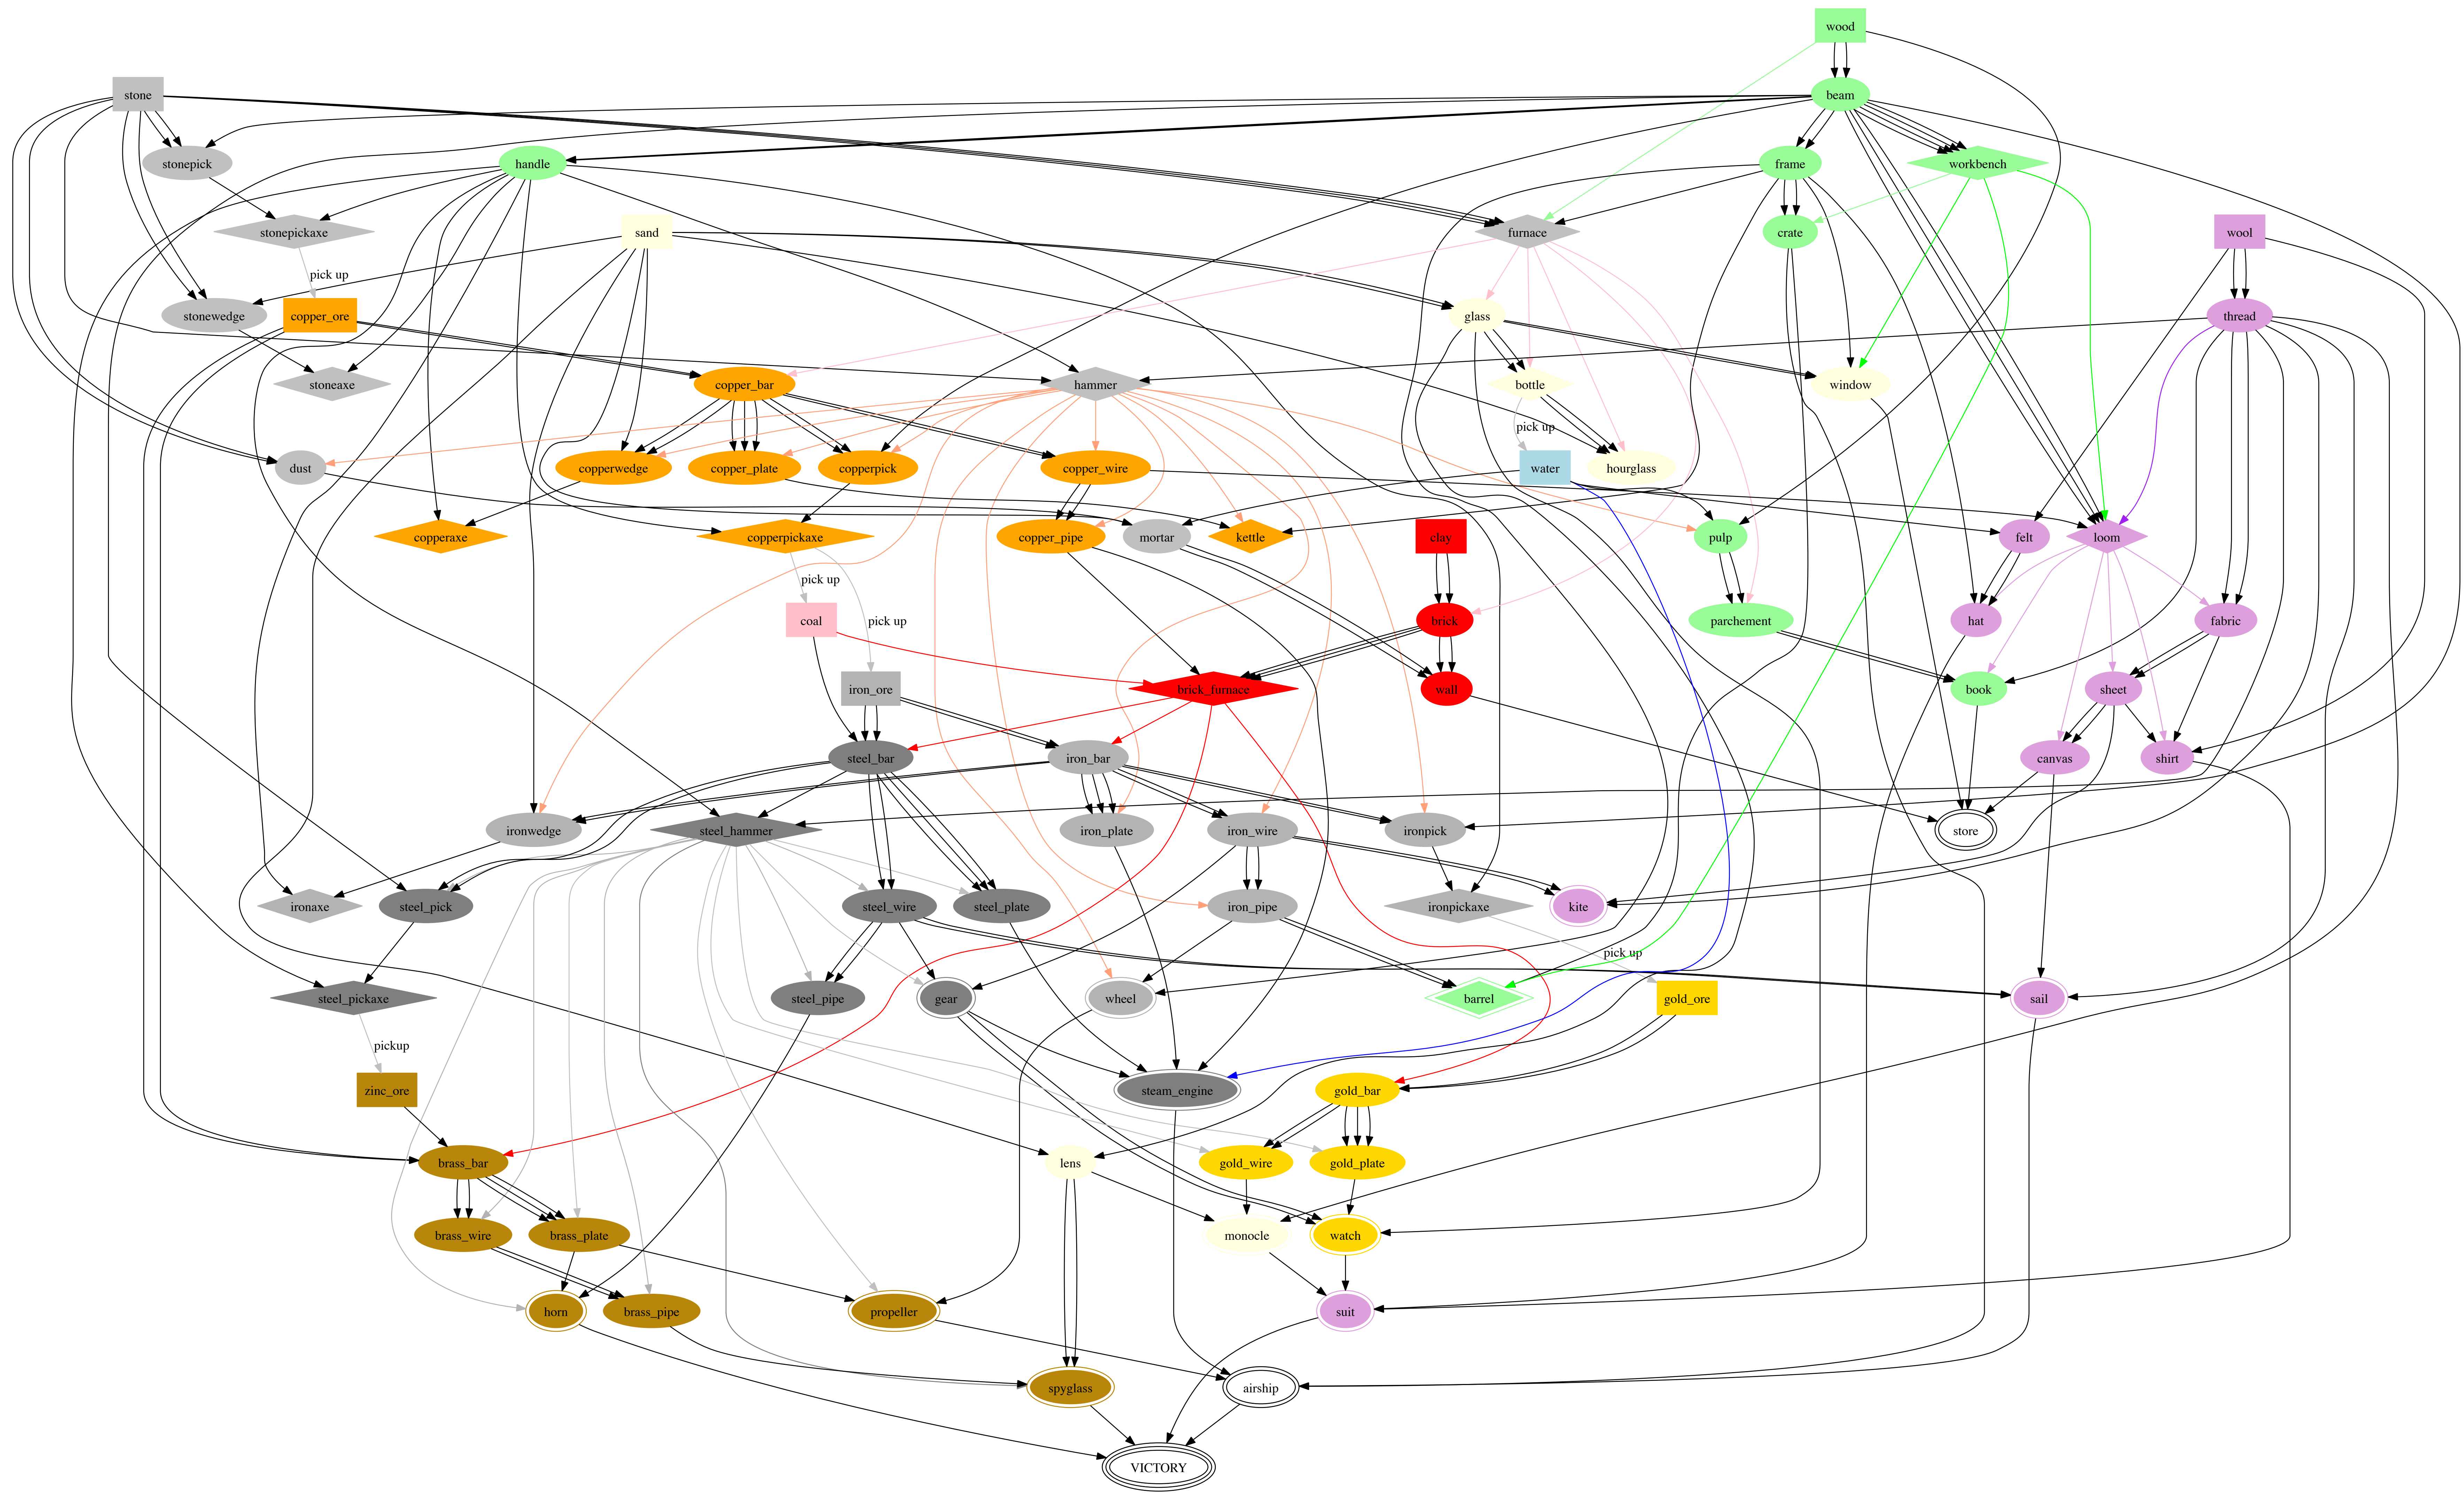 wood
stone
beam
stonepick
handle
frame
workbench
stonepickaxe
sand
furnace
crate
wool
pick up
stonewedge
copper_ore
glass
thread
stoneaxe
copper_bar
hammer
bottle
window
pick up
dust
copperwedge
copper_plate
copperpick
copper_wire
water
hourglass
copperaxe
copperpickaxe
copper_pipe
mortar
kettle
clay
pulp
felt
loom
pick up
coal
pick up
brick
parchement
hat
fabric
iron_ore
brick_furnace
wall
book
sheet
steel_bar
iron_bar
canvas
shirt
ironwedge
steel_hammer
iron_plate
iron_wire
ironpick
store
ironaxe
steel_pick
steel_wire
steel_plate
iron_pipe
ironpickaxe
kite
pick up
steel_pickaxe
steel_pipe
gear
wheel
barrel
gold_ore
sail
pickup
zinc_ore
steam_engine
gold_bar
brass_bar
lens
gold_wire
gold_plate
brass_wire
brass_plate
monocle
watch
horn
brass_pipe
propeller
suit
spyglass
airship
VICTORY